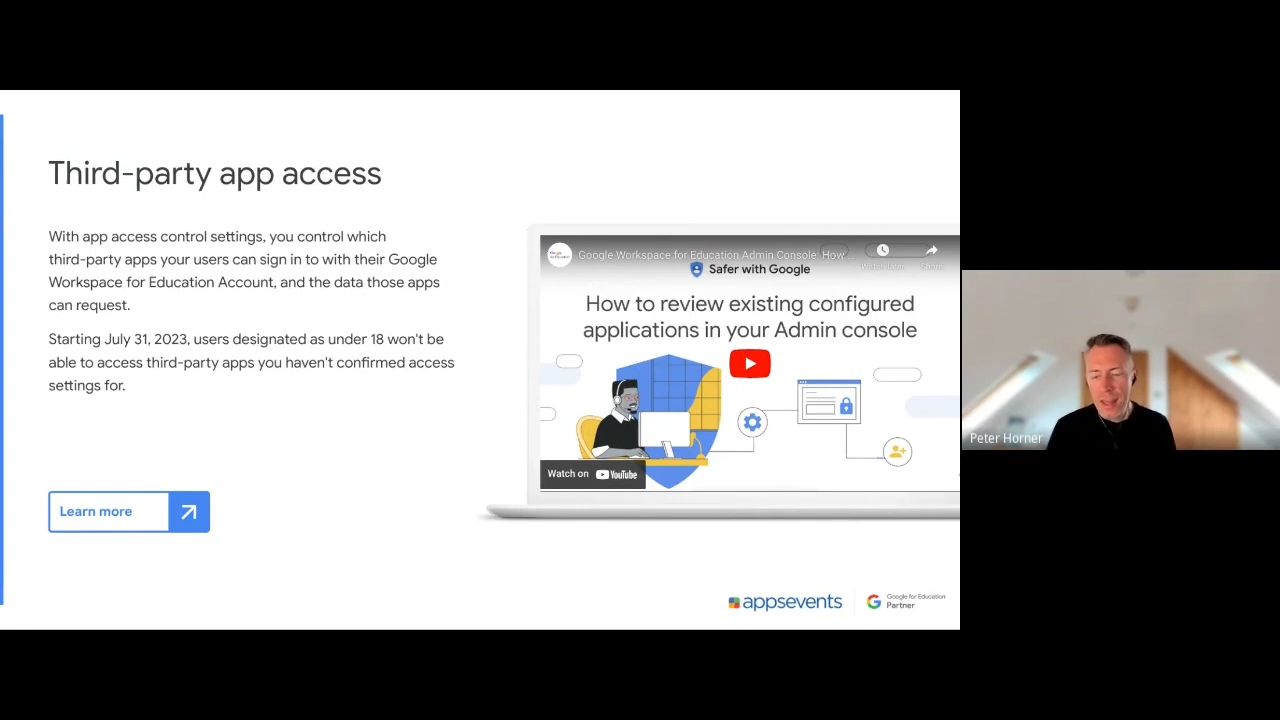 Third-party app access
With app access control settings, you control which
third-party apps your users can sign in to with their Google
Workspace for Education Account, and the data those apps
can request.
Starting July 31, 2023, users designated as under 18 won't be
able to access third-party apps you haven't confirmed access
settings for.
Learn more
Google Workspace for Education Admin Console How ...
Watch later
Share
Safer with Google
How to review existing configured
applications in your Admin console
Watch on YouTube
appsevents
Google for Education
Partner
Peter Horner